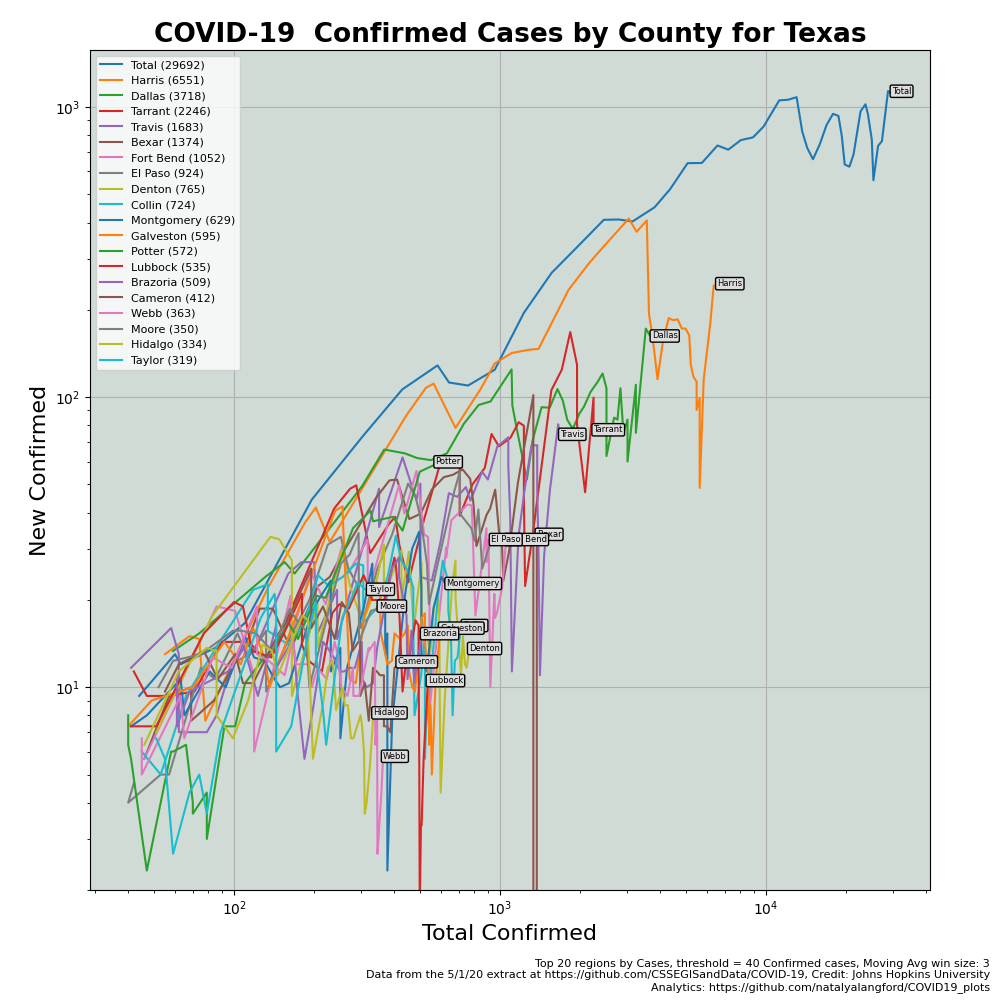 COVID-19  Confirmed Cases by County for Texas
Total (29692)
Harris (6551)
Dallas (3718)
Tarrant (2246)
Travis (1683)
Bexar (1374)
Fort Bend (1052)
El Paso (924)
Denton (765)
Collin (724)
Montgomery (629)
Galveston (595)
Potter (572)
Lubbock (535)
Brazoria (509)
Cameron (412)
Webb (363)
Moore (350)
Hidalgo (334)
Taylor (319)
10³
10²
10¹
New Confirmed
Total
Harris
Dallas
Tarrant
Travis
Potter
Bexar
El Paso
Bend
Montgomery
Taylor
Moore
Galveston
Brazoria
Denton
Cameron
Lubbock
Hidalgo
Webb
10²
10³
10⁴
Total Confirmed
Top 20 regions by Cases, threshold = 40 Confirmed cases, Moving Avg win size: 3
Data from the 5/1/20 extract at https://github.com/CSSEGISandData/COVID-19, Credit: Johns Hopkins University
Analytics: https://github.com/natalyalangford/COVID19_plots